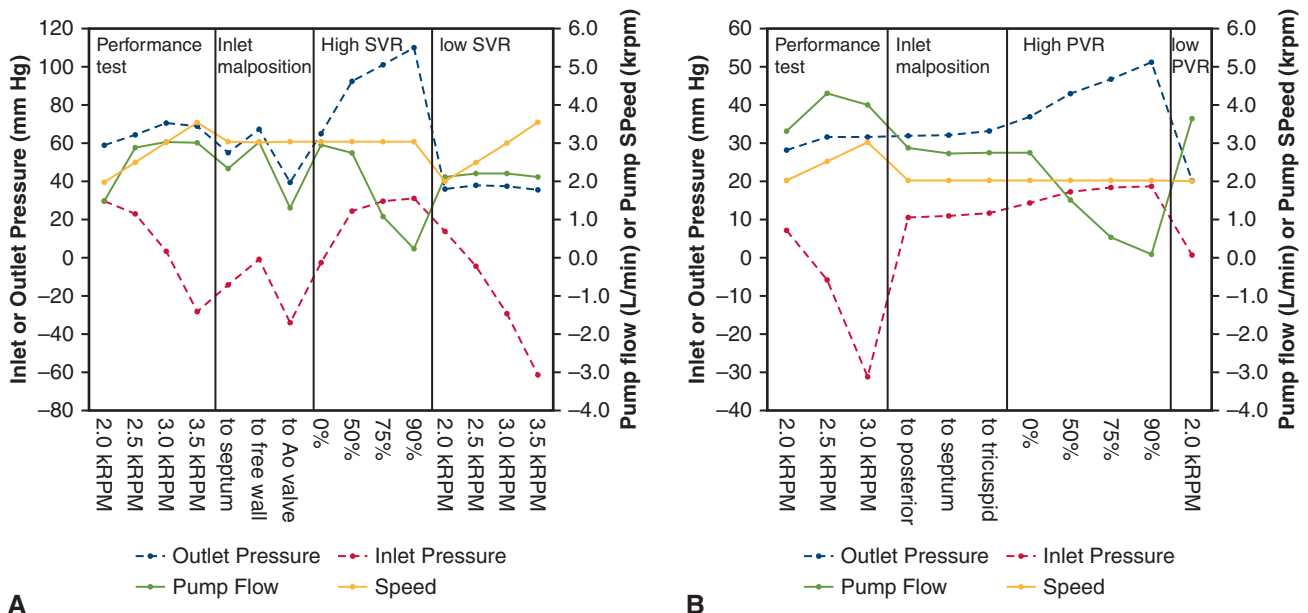 A
Inlet or Outlet Pressure (mm Hg)
120
100
80
60
40
20
0
−20
−40
−60
−80
Performance
test
Inlet
malposition
High SVR
low SVR
6.0
5.0
4.0
3.0
2.0
1.0
0.0
−1.0
−2.0
−3.0
−4.0
Pump flow (L/min) or Pump SPeed (krpm)
2.0 kRPM
2.5 kRPM
3.0 kRPM
3.5 kRPM
to septum
to free wall
to Ao valve
0%
50%
75%
90%
2.0 kRPM
2.5 kRPM
3.0 kRPM
3.5 kRPM
Outlet Pressure
Inlet Pressure
Pump Flow
Speed
B
Inlet or Outlet Pressure (mm Hg)
60
50
40
30
20
10
0
−10
−20
−30
−40
Performance
test
Inlet
malposition
High PVR
low
PVR
6.0
5.0
4.0
3.0
2.0
1.0
0.0
−1.0
−2.0
−3.0
−4.0
Pump flow (L/min) or Pump SPeed (krpm)
2.0 kRPM
2.5 kRPM
3.0 kRPM
to posterior
to septum
to tricuspid
0%
50%
75%
90%
2.0 kRPM
Outlet Pressure
Inlet Pressure
Pump Flow
Speed